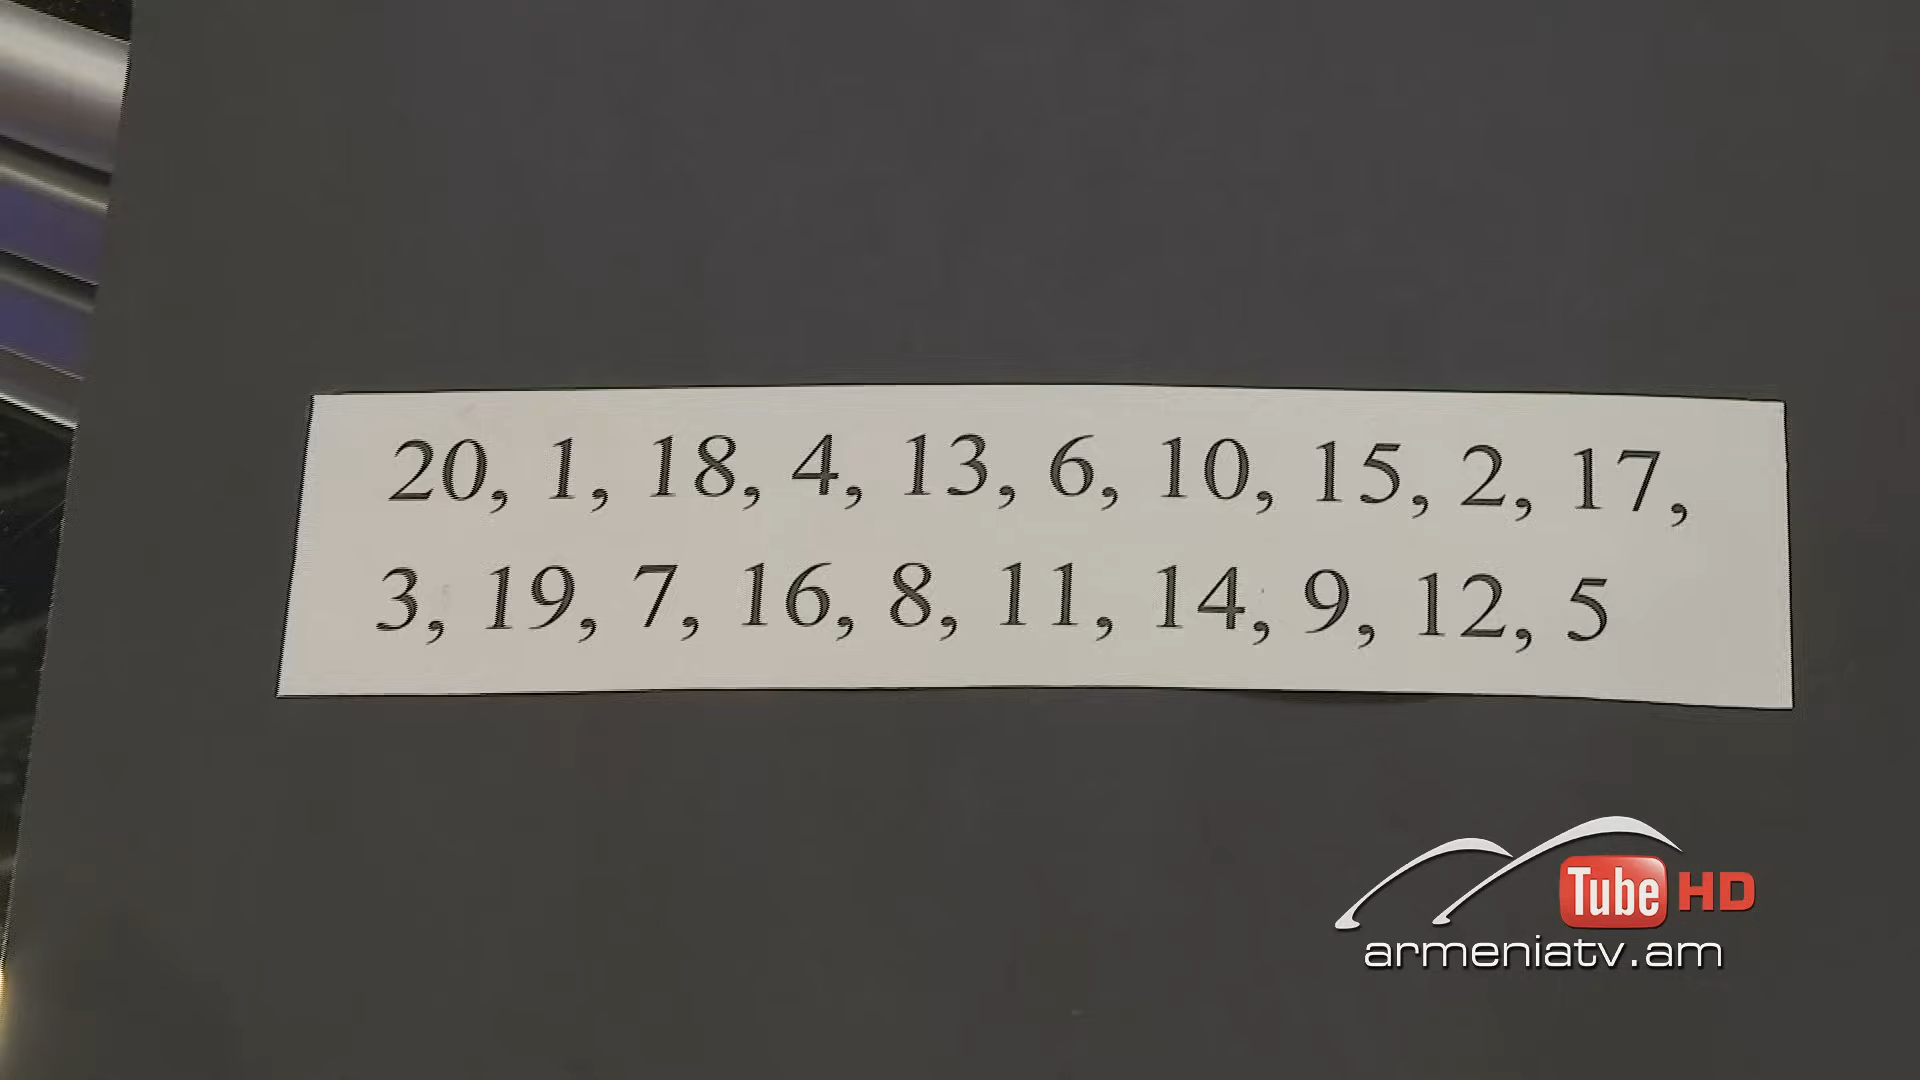 20, 1, 18, 4, 13, 6, 10, 15, 2, 17,
3, 19, 7, 16, 8, 11, 14, 9, 12, 5
Tube HD
armeniatv.am